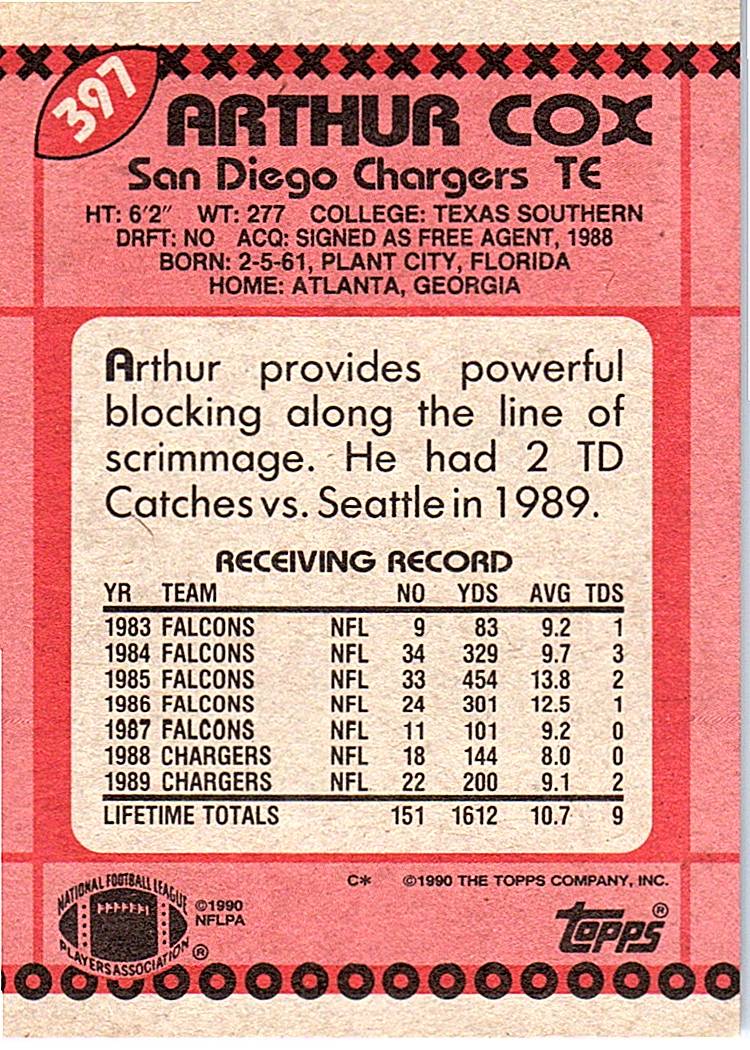 397
ARTHUR COX
San Diego Chargers TE
HT: 6'2" WT: 277 COLLEGE: TEXAS SOUTHERN
DRFT: NO ACQ: SIGNED AS FREE AGENT, 1988
BORN: 2-5-61, PLANT CITY, FLORIDA
HOME: ATLANTA, GEORGIA
Arthur provides powerful
blocking along the line of
scrimmage. He had 2 TD
Catches vs. Seattle in 1989.
RECEIVING RECORD
YR TEAM NO YDS AVG TDS
1983 FALCONS NFL 9 83 9.2 1
1984 FALCONS NFL 34 329 9.7 3
1985 FALCONS NFL 33 454 13.8 2
1986 FALCONS NFL 24 301 12.5 1
1987 FALCONS NFL 11 101 9.2 0
1988 CHARGERS NFL 18 144 8.0 0
1989 CHARGERS NFL 22 200 9.1 2
LIFETIME TOTALS 151 1612 10.7 9
C* ©1990 THE TOPPS COMPANY, INC.
NATIONAL FOOTBALL LEAGUE
PLAYERS ASSOCIATION ®
©1990
NFLPA
topps ®